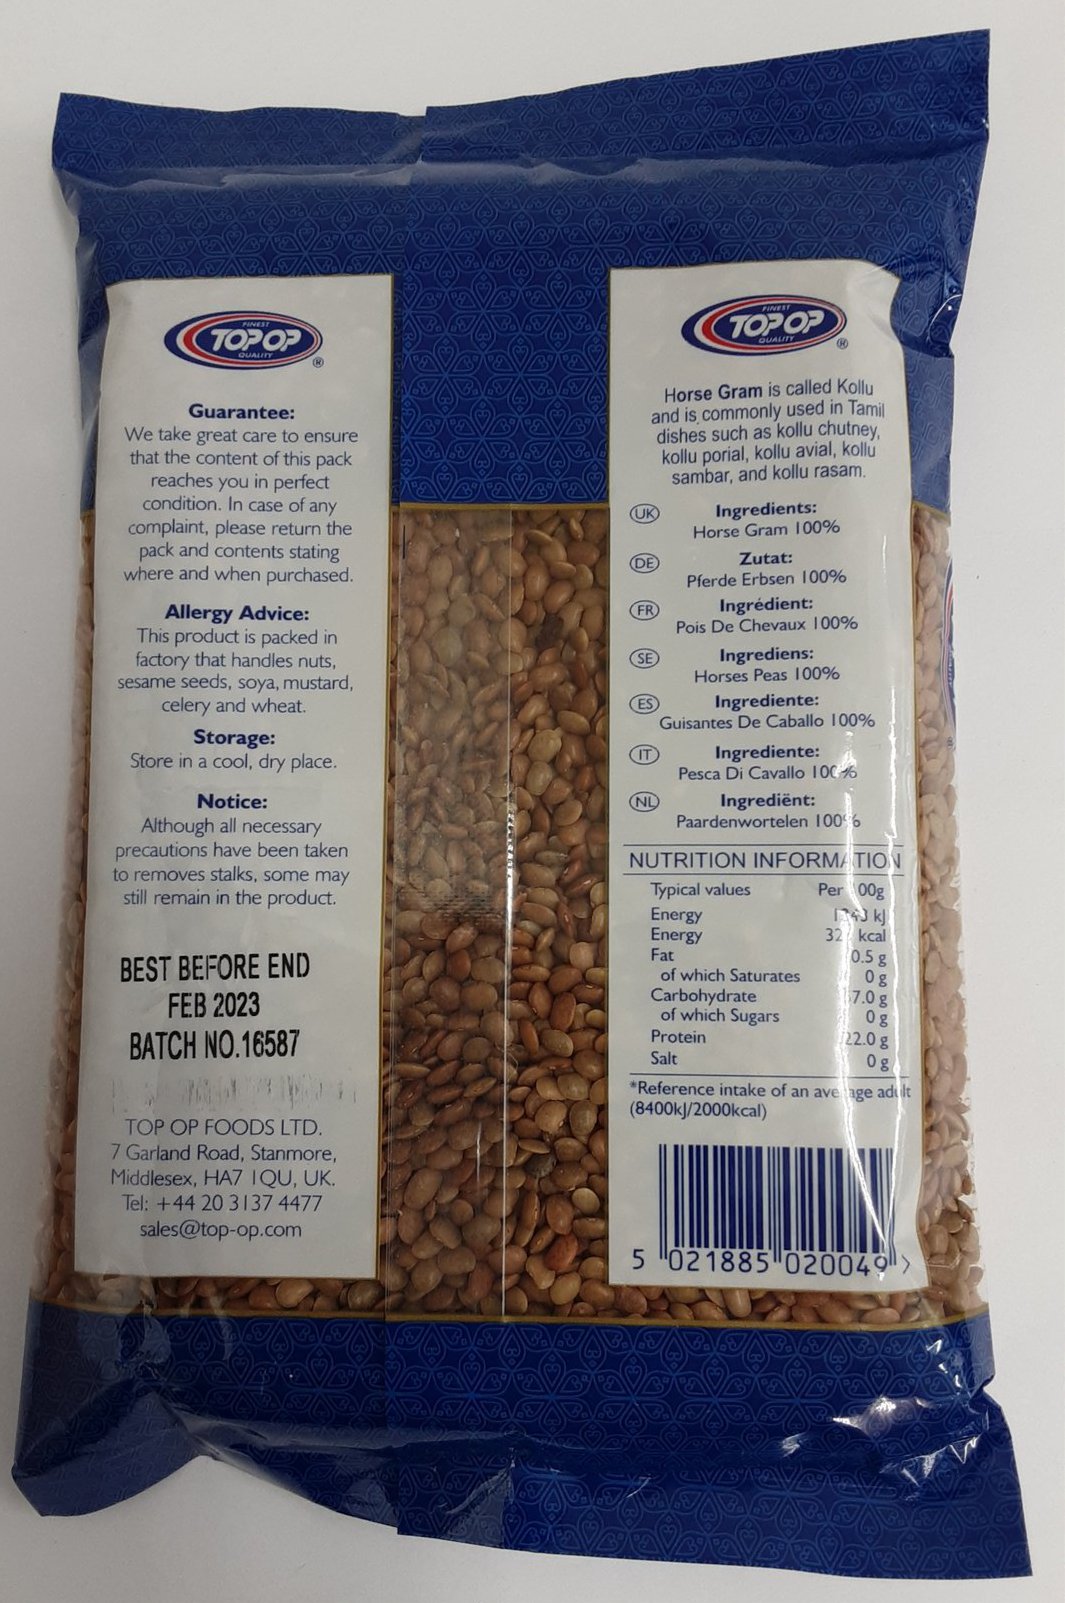 FINEST
TOP OP
QUALITY
®
Guarantee:
We take great care to ensure
that the content of this pack
reaches you in perfect
condition. In case of any
complaint, please return the
pack and contents stating
where and when purchased.
Allergy Advice:
This product is packed in
factory that handles nuts,
sesame seeds, soya, mustard,
celery and wheat.
Storage:
Store in a cool, dry place.
Notice:
Although all necessary
precautions have been taken
to removes stalks, some may
still remain in the product.
BEST BEFORE END
FEB 2023
BATCH NO.16587
TOP OP FOODS LTD.
7 Garland Road, Stanmore,
Middlesex, HA7 1QU, UK.
Tel: +44 20 3137 4477
sales@top-op.com
FINEST
TOP OP
QUALITY
®
Horse Gram is called Kollu
and is commonly used in Tamil
dishes such as kollu chutney,
kollu porial, kollu avial, kollu
sambar, and kollu rasam.
UK Ingredients:
Horse Gram 100%
DE Zutat:
Pferde Erbsen 100%
FR Ingrédient:
Pois De Chevaux 100%
SE Ingrediens:
Horses Peas 100%
ES Ingrediente:
Guisantes De Caballo 100%
IT Ingrediente:
Pesca Di Cavallo 100%
NL Ingrediënt:
Paardenwortelen 100%
NUTRITION INFORMATION
Typical values Per 100g
Energy kJ
Energy kcal
Fat 0.5 g
of which Saturates 0 g
Carbohydrate g
of which Sugars 0 g
Protein 22.0 g
Salt 0 g
*Reference intake of an average adult
(8400kJ/2000kcal)
5 021885 020049 >